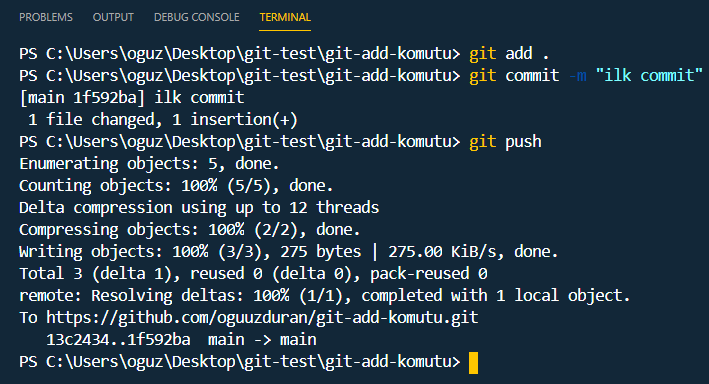 PROBLEMS OUTPUT DEBUG CONSOLE TERMINAL
PS C:\Users\oguz\Desktop\git-test\git-add-komutu> git add .
PS C:\Users\oguz\Desktop\git-test\git-add-komutu> git commit -m "ilk commit"
[main 1f592ba] ilk commit
 1 file changed, 1 insertion(+)
PS C:\Users\oguz\Desktop\git-test\git-add-komutu> git push
Enumerating objects: 5, done.
Counting objects: 100% (5/5), done.
Delta compression using up to 12 threads
Compressing objects: 100% (2/2), done.
Writing objects: 100% (3/3), 275 bytes | 275.00 KiB/s, done.
Total 3 (delta 1), reused 0 (delta 0), pack-reused 0
remote: Resolving deltas: 100% (1/1), completed with 1 local object.
To https://github.com/oguuzduran/git-add-komutu.git
   13c2434..1f592ba  main -> main
PS C:\Users\oguz\Desktop\git-test\git-add-komutu>